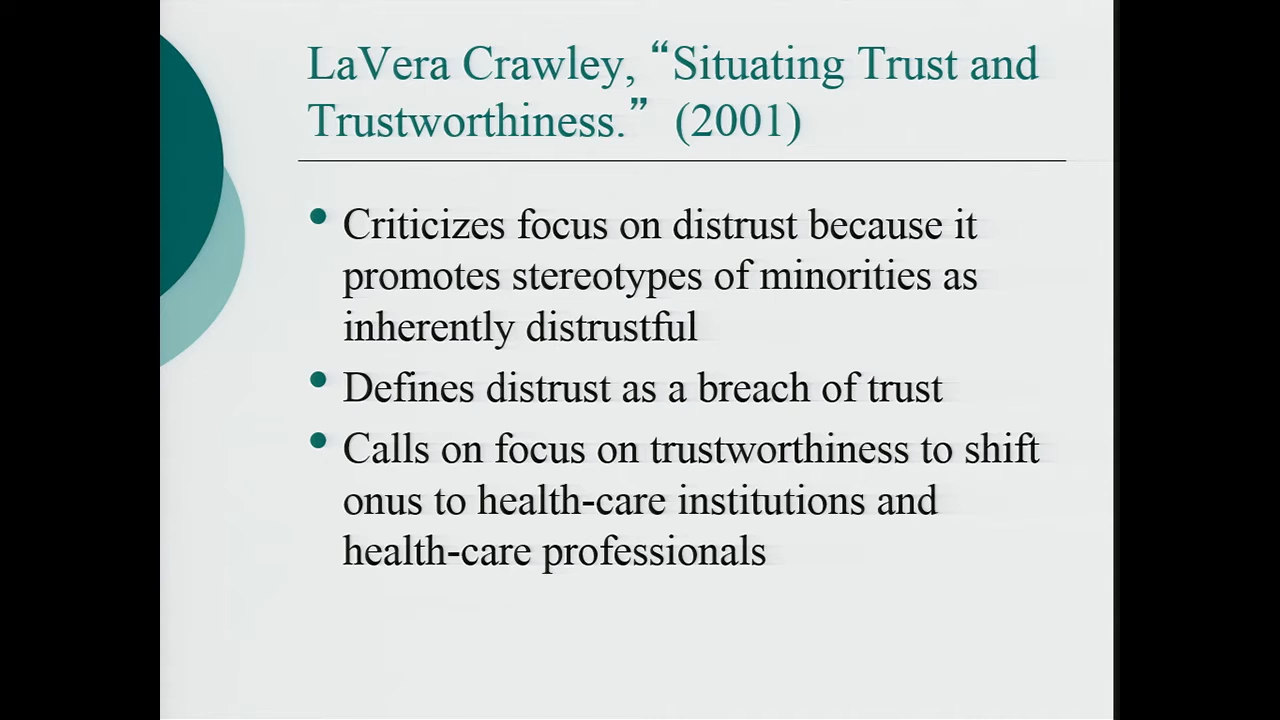 LaVera Crawley, “Situating Trust and
Trustworthiness.” (2001)
• Criticizes focus on distrust because it
promotes stereotypes of minorities as
inherently distrustful
• Defines distrust as a breach of trust
• Calls on focus on trustworthiness to shift
onus to health-care institutions and
health-care professionals